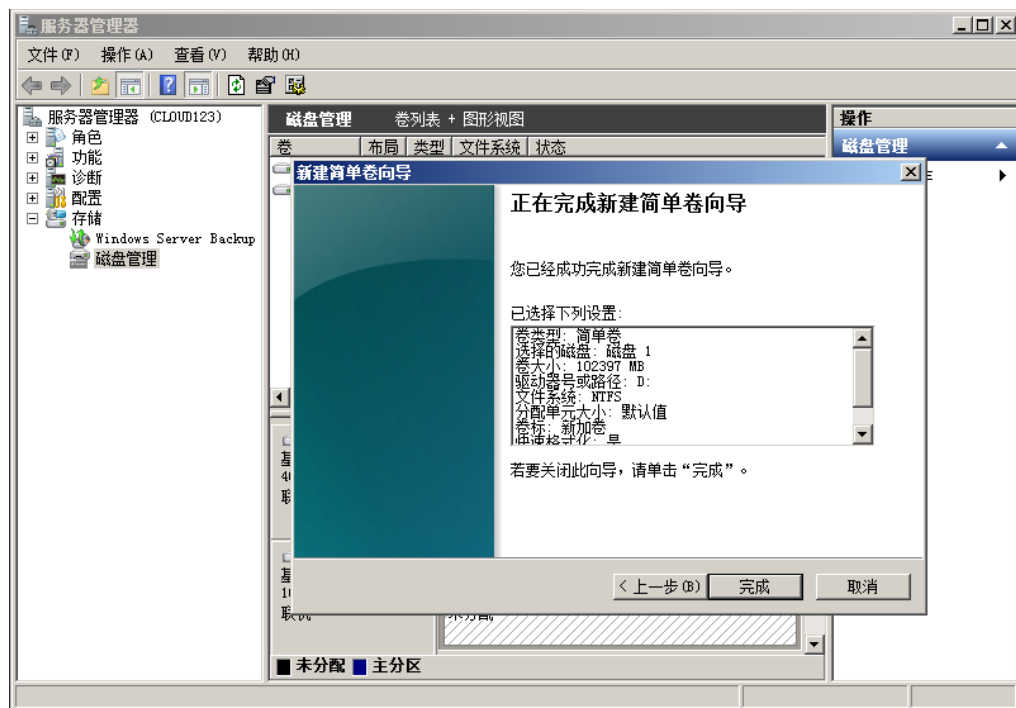 服务器管理器
文件(F) 操作(A) 查看(V) 帮助(H)
服务器管理器 (CLOUD123)
角色
功能
诊断
配置
存储
Windows Server Backup
磁盘管理
磁盘管理 卷列表 + 图形视图
卷 布局 类型 文件系统 状态
操作
磁盘管理
新建简单卷向导
正在完成新建简单卷向导
您已经成功完成新建简单卷向导。
已选择下列设置:
卷类型: 简单卷
选择的磁盘: 磁盘 1
卷大小: 102397 MB
驱动器号或路径: D:
文件系统: NTFS
分配单元大小: 默认值
卷标: 新加卷
快速格式化: 是
若要关闭此向导，请单击“完成”。
< 上一步(B) 完成 取消
未分配 主分区